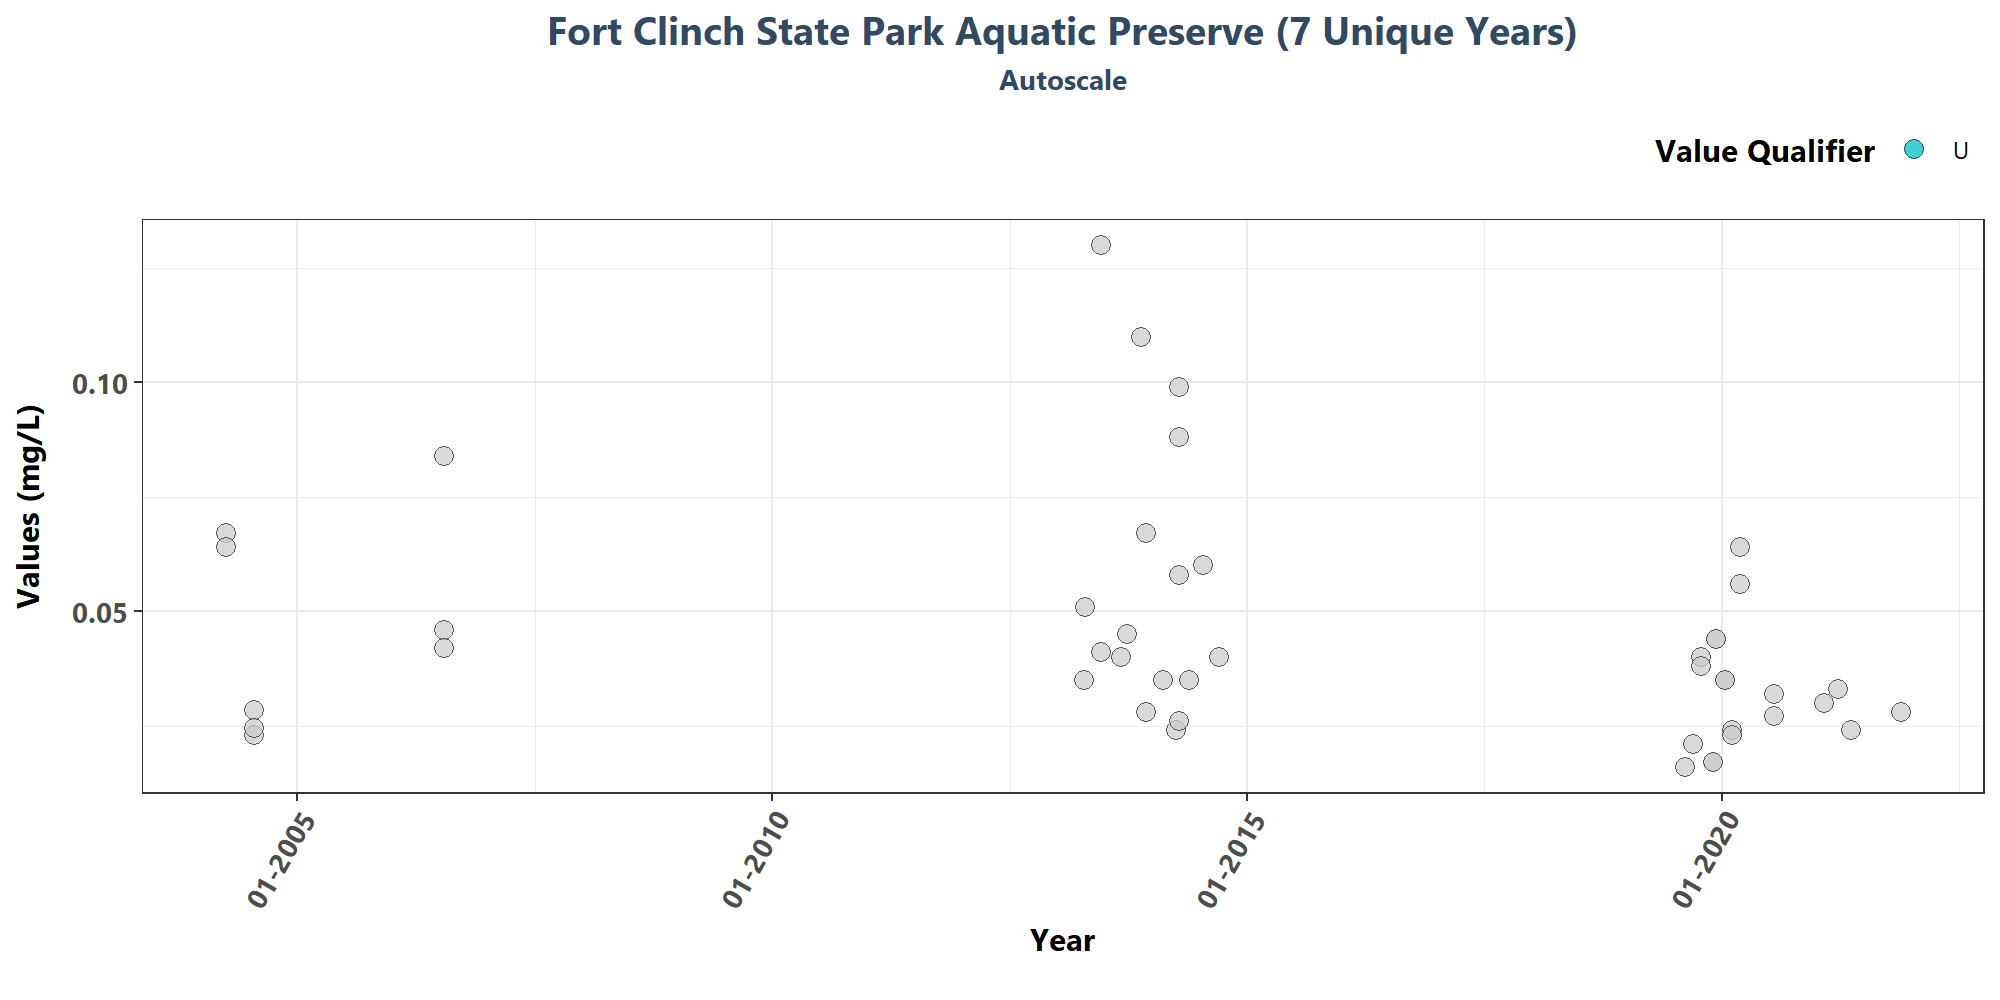 Fort Clinch State Park Aquatic Preserve (7 Unique Years)
Autoscale
Value Qualifier U
Values (mg/L)
0.10
0.05
01-2005
01-2010
01-2015
01-2020
Year